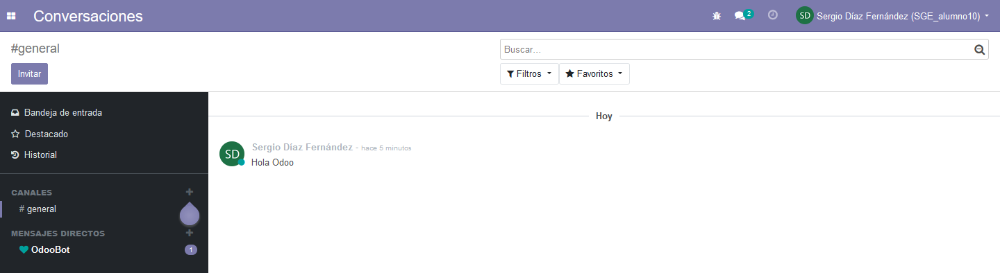 Conversaciones
2
SD Sergio Díaz Fernández (SGE_alumno10)
#general
Buscar...
Invitar
Filtros
Favoritos
Bandeja de entrada
Destacado
Historial
CANALES
# general
MENSAJES DIRECTOS
OdooBot
1
Hoy
SD
Sergio Díaz Fernández - hace 5 minutos
Hola Odoo